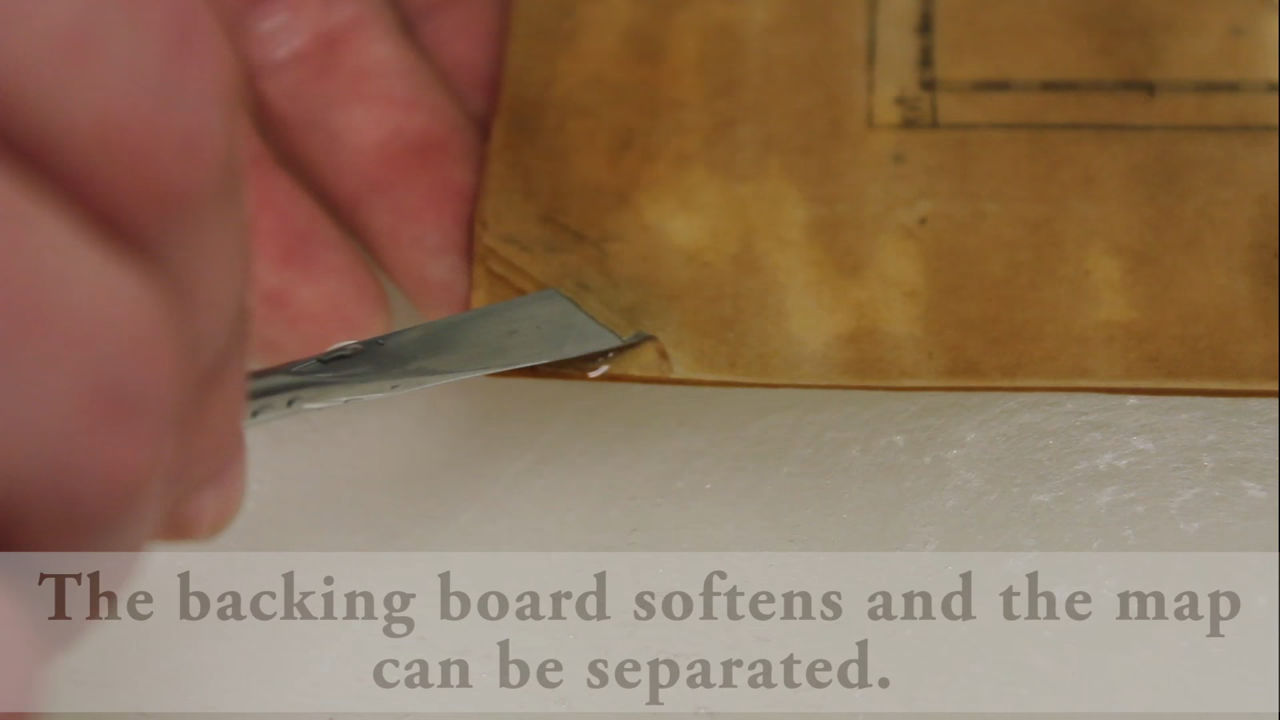 The backing board softens and the map
can be separated.